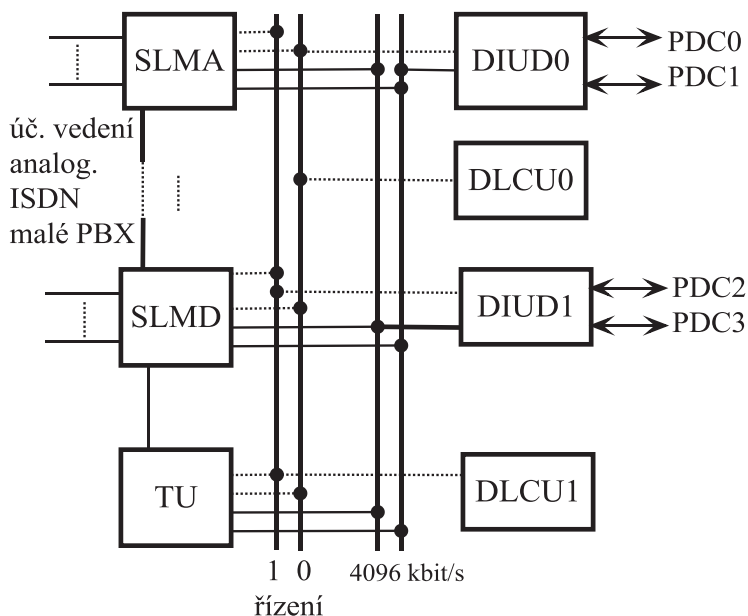 SLMA
DIUD0
PDC0
PDC1
úč. vedení
analog.
ISDN
malé PBX
DLCU0
SLMD
DIUD1
PDC2
PDC3
TU
DLCU1
1 0
4096 kbit/s
řízení